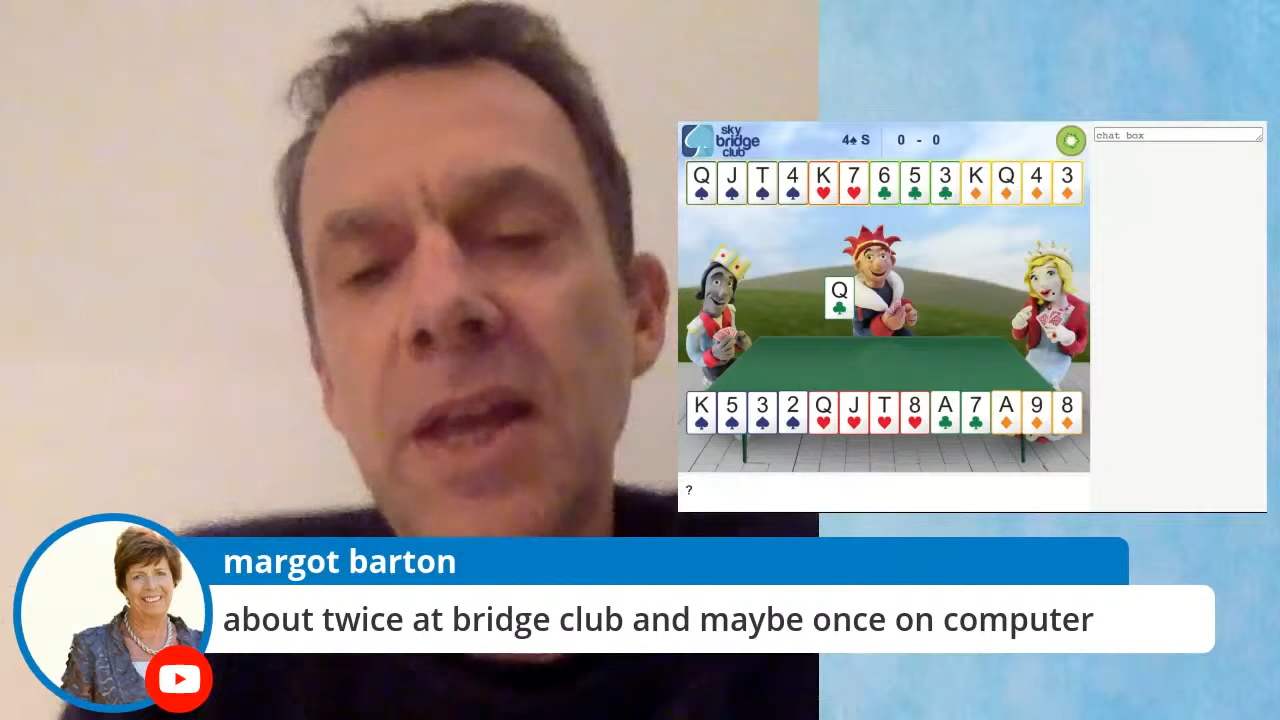 sky
bridge
club
4♠ S 0 - 0
chat box
Q♠ J♠ T♠ 4♠ K♥ 7♥ 6♣ 5♣ 3♣ K♦ Q♦ 4♦ 3♦
Q♣
K♠ 5♠ 3♠ 2♠ Q♥ J♥ T♥ 8♥ A♣ 7♣ A♦ 9♦ 8♦
?
margot barton
about twice at bridge club and maybe once on computer